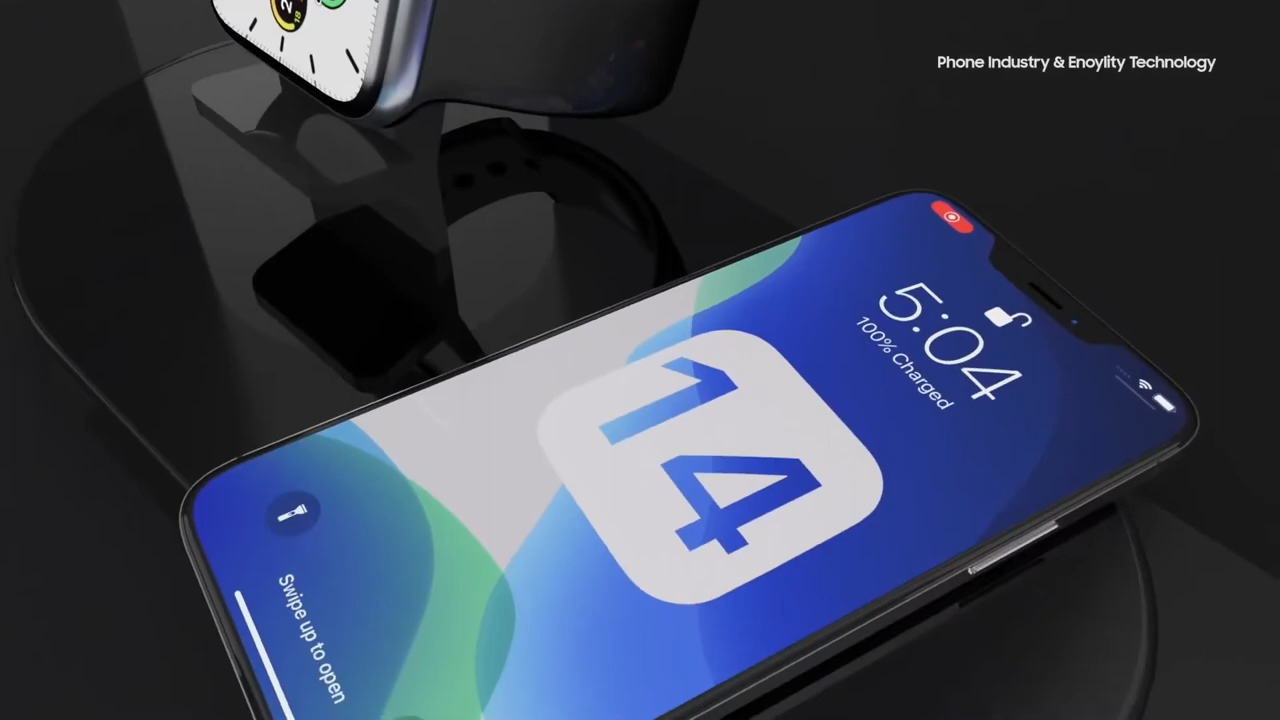 Phone Industry & Enoylity Technology
5:04
100% Charged
14
Swipe up to open